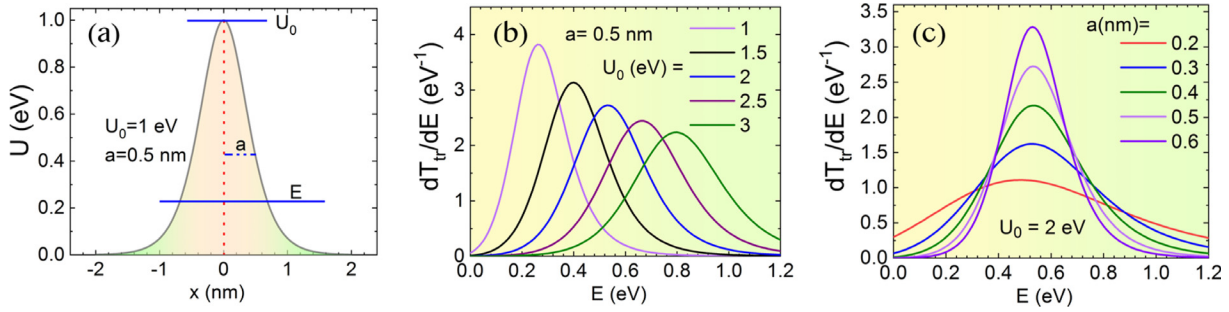 (a)
U₀
U₀=1 eV
a=0.5 nm
a
E
U (eV)
1.0
0.8
0.6
0.4
0.2
0.0
-2
-1
0
1
2
x (nm)
(b)
a= 0.5 nm
U₀ (eV) =
1
1.5
2
2.5
3
dTtr/dE (eV⁻¹)
4
3
2
1
0
0.0
0.2
0.4
0.6
0.8
1.0
1.2
E (eV)
(c)
a(nm)=
0.2
0.3
0.4
0.5
0.6
U₀ = 2 eV
dTtr/dE (eV⁻¹)
3.5
3.0
2.5
2.0
1.5
1.0
0.5
0.0
0.0
0.2
0.4
0.6
0.8
1.0
1.2
E (eV)